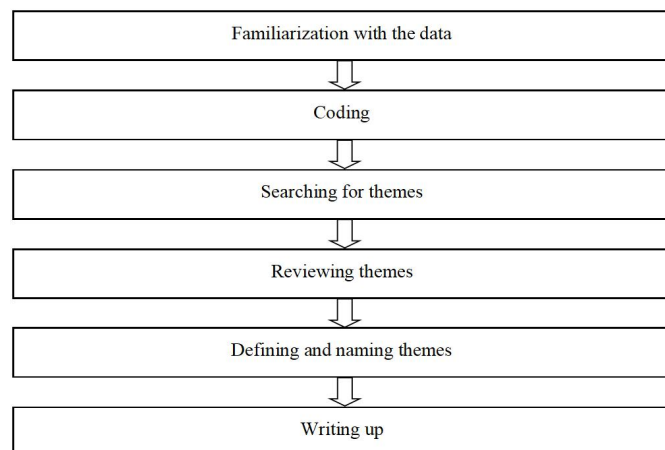 Familiarization with the data
Coding
Searching for themes
Reviewing themes
Defining and naming themes
Writing up